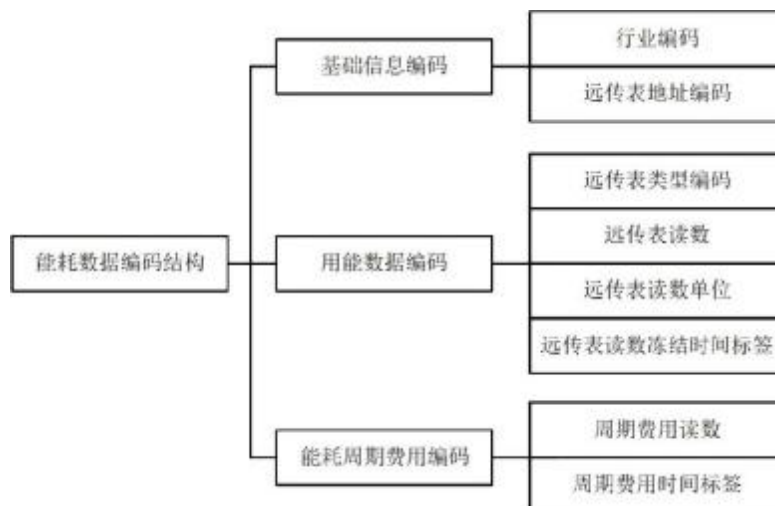 能耗数据编码结构
基础信息编码
行业编码
远传表地址编码
用能数据编码
远传表类型编码
远传表读数
远传表读数单位
远传表读数冻结时间标签
能耗周期费用编码
周期费用读数
周期费用时间标签